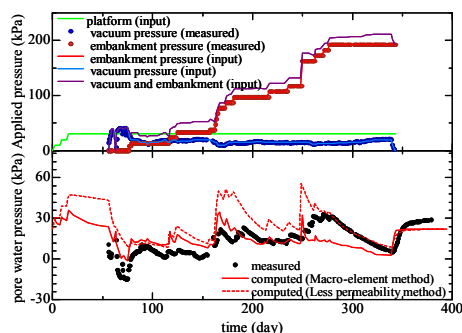 platform (input)
vacuum pressure (measured)
embankment pressure (measured)
embankment pressure (input)
vacuum pressure (input)
vacuum and embankment (input)
Applied pressure (kPa)
200
100
0
pore water pressure (kPa)
90
60
30
0
-30
measured
computed (Macro-element method)
computed (Less permeability method)
0
100
200
300
400
time (day)